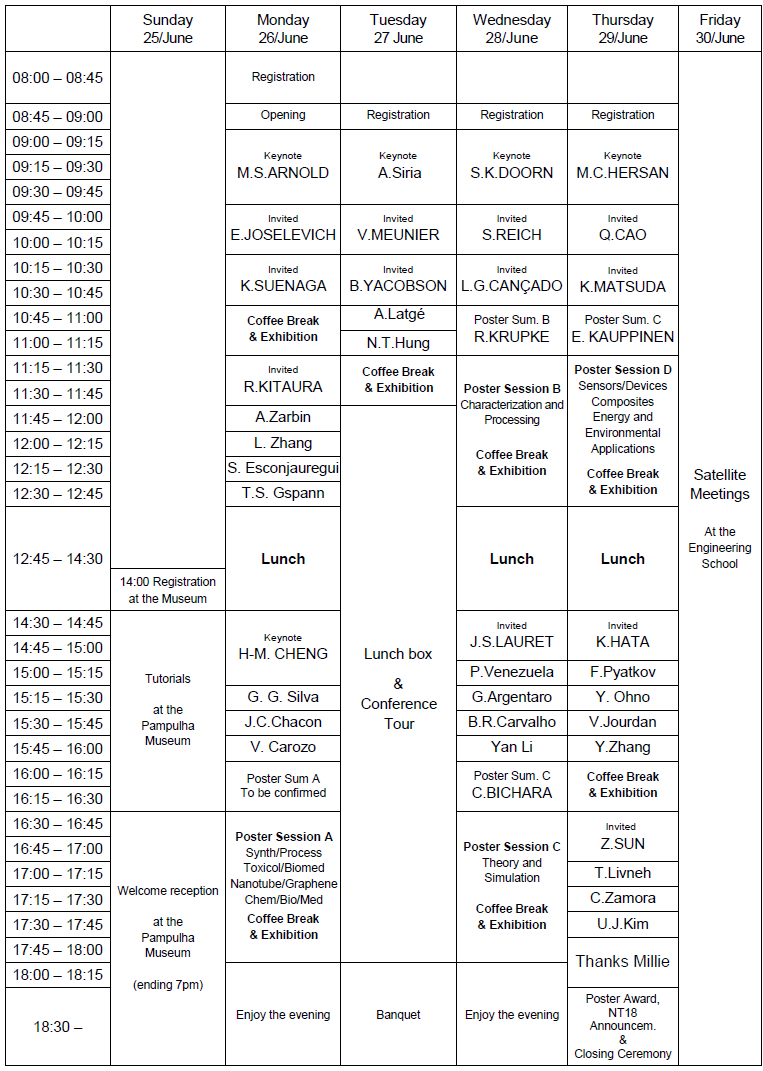 Sunday
25/June
Monday
26/June
Tuesday
27 June
Wednesday
28/June
Thursday
29/June
Friday
30/June
08:00 – 08:45
Registration
08:45 – 09:00
Opening
Registration
Registration
Registration
09:00 – 09:15
09:15 – 09:30
09:30 – 09:45
Keynote
M.S.ARNOLD
Keynote
A.Siria
Keynote
S.K.DOORN
Keynote
M.C.HERSAN
09:45 – 10:00
10:00 – 10:15
Invited
E.JOSELEVICH
Invited
V.MEUNIER
Invited
S.REICH
Invited
Q.CAO
10:15 – 10:30
10:30 – 10:45
Invited
K.SUENAGA
Invited
B.YACOBSON
Invited
L.G.CANÇADO
Invited
K.MATSUDA
10:45 – 11:00
11:00 – 11:15
Coffee Break
& Exhibition
A.Latgé
N.T.Hung
Poster Sum. B
R.KRUPKE
Poster Sum. C
E. KAUPPINEN
11:15 – 11:30
11:30 – 11:45
Invited
R.KITAURA
Coffee Break
& Exhibition
11:45 – 12:00
A.Zarbin
12:00 – 12:15
L. Zhang
12:15 – 12:30
S. Esconjauregui
12:30 – 12:45
T.S. Gspann
Poster Session B
Characterization and
Processing
Coffee Break
& Exhibition
Poster Session D
Sensors/Devices
Composites
Energy and
Environmental
Applications
Coffee Break
& Exhibition
Satellite
Meetings
At the
Engineering
School
12:45 – 14:30
14:00 Registration
at the Museum
Lunch
Lunch
Lunch
Lunch box
&
Conference
Tour
14:30 – 14:45
14:45 – 15:00
15:00 – 15:15
Tutorials
at the
Pampulha
Museum
Keynote
H-M. CHENG
Invited
J.S.LAURET
Invited
K.HATA
P.Venezuela
F.Pyatkov
15:15 – 15:30
G. G. Silva
G.Argentaro
Y. Ohno
15:30 – 15:45
J.C.Chacon
B.R.Carvalho
V.Jourdan
15:45 – 16:00
V. Carozo
Yan Li
Y.Zhang
16:00 – 16:15
16:15 – 16:30
Poster Sum A
To be confirmed
Poster Sum. C
C.BICHARA
Coffee Break
& Exhibition
16:30 – 16:45
16:45 – 17:00
17:00 – 17:15
17:15 – 17:30
17:30 – 17:45
17:45 – 18:00
18:00 – 18:15
Welcome reception
at the
Pampulha
Museum
(ending 7pm)
Poster Session A
Synth/Process
Toxicol/Biomed
Nanotube/Graphene
Chem/Bio/Med
Coffee Break
& Exhibition
Poster Session C
Theory and
Simulation
Coffee Break
& Exhibition
Invited
Z.SUN
T.Livneh
C.Zamora
U.J.Kim
Thanks Millie
18:30 –
Enjoy the evening
Banquet
Enjoy the evening
Poster Award,
NT18
Announcem.
&
Closing Ceremony